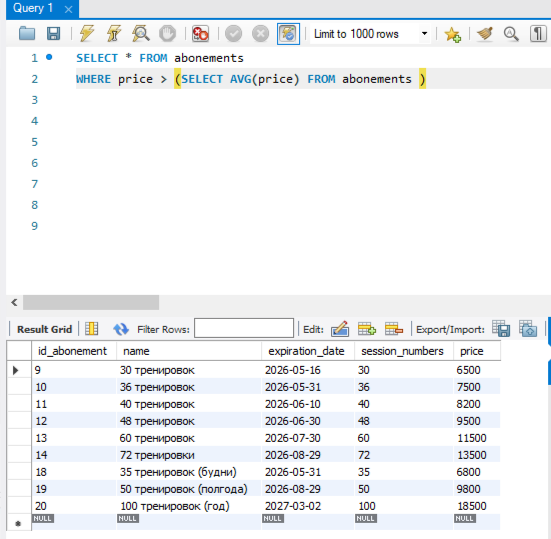 Query 1
Limit to 1000 rows
1 SELECT * FROM abonements
2 WHERE price > (SELECT AVG(price) FROM abonements )
3
4
5
6
7
8
9
Result Grid Filter Rows: Edit: Export/Import:
id_abonement name expiration_date session_numbers price
9 30 тренировок 2026-05-16 30 6500
10 36 тренировок 2026-05-31 36 7500
11 40 тренировок 2026-06-10 40 8200
12 48 тренировок 2026-06-30 48 9500
13 60 тренировок 2026-07-30 60 11500
14 72 тренировки 2026-08-29 72 13500
18 35 тренировок (будни) 2026-05-31 35 6800
19 50 тренировок (полгода) 2026-08-29 50 9800
20 100 тренировок (год) 2027-03-02 100 18500
NULL NULL NULL NULL NULL